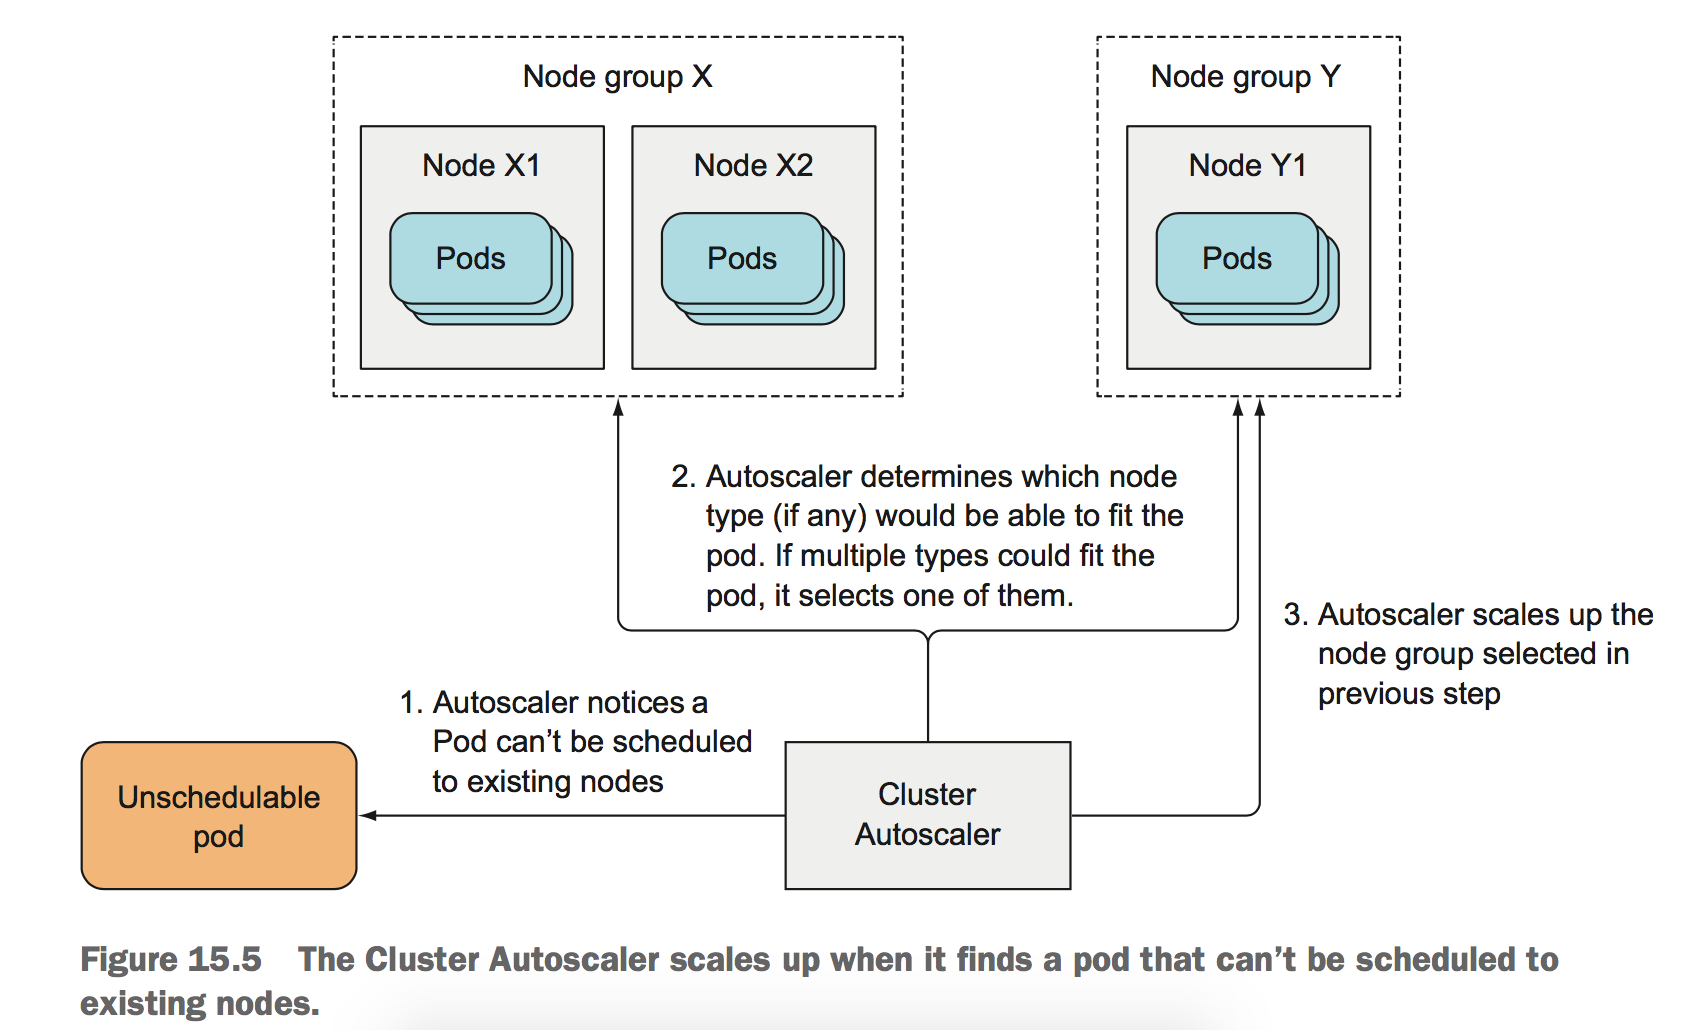 Node group X
Node group Y
Node X1
Node X2
Node Y1
Pods
Pods
Pods
2. Autoscaler determines which node
type (if any) would be able to fit the
pod. If multiple types could fit the
pod, it selects one of them.
3. Autoscaler scales up the
node group selected in
previous step
1. Autoscaler notices a
Pod can’t be scheduled
to existing nodes
Unschedulable
pod
Cluster
Autoscaler
Figure 15.5 The Cluster Autoscaler scales up when it finds a pod that can’t be scheduled to
existing nodes.